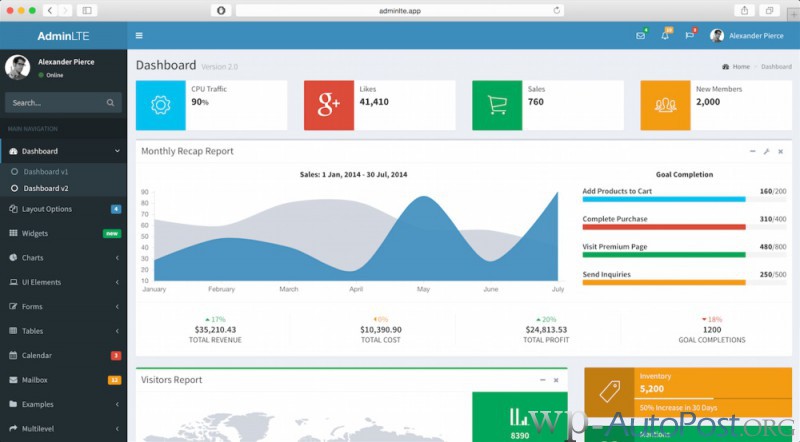 adminlte.app
AdminLTE
4
10
9
Alexander Pierce
Alexander Pierce
Online
Search...
MAIN NAVIGATION
Dashboard
Dashboard v1
Dashboard v2
Layout Options 4
Widgets new
Charts
UI Elements
Forms
Tables
Calendar 3
Mailbox 12
Examples
Multilevel
Dashboard Version 2.0
Home > Dashboard
CPU Traffic
90%
g+
Likes
41,410
Sales
760
New Members
2,000
Monthly Recap Report
Sales: 1 Jan, 2014 - 30 Jul, 2014
90
80
70
60
50
40
30
20
10
January February March April May June July
Goal Completion
Add Products to Cart 160/200
Complete Purchase 310/400
Visit Premium Page 480/800
Send Inquiries 250/500
17%
$35,210.43
TOTAL REVENUE
0%
$10,390.90
TOTAL COST
20%
$24,813.53
TOTAL PROFIT
18%
1200
GOAL COMPLETIONS
Visitors Report
8390
Inventory
5,200
50% Increase in 30 Days
Mentions
wp-AutoPost.org